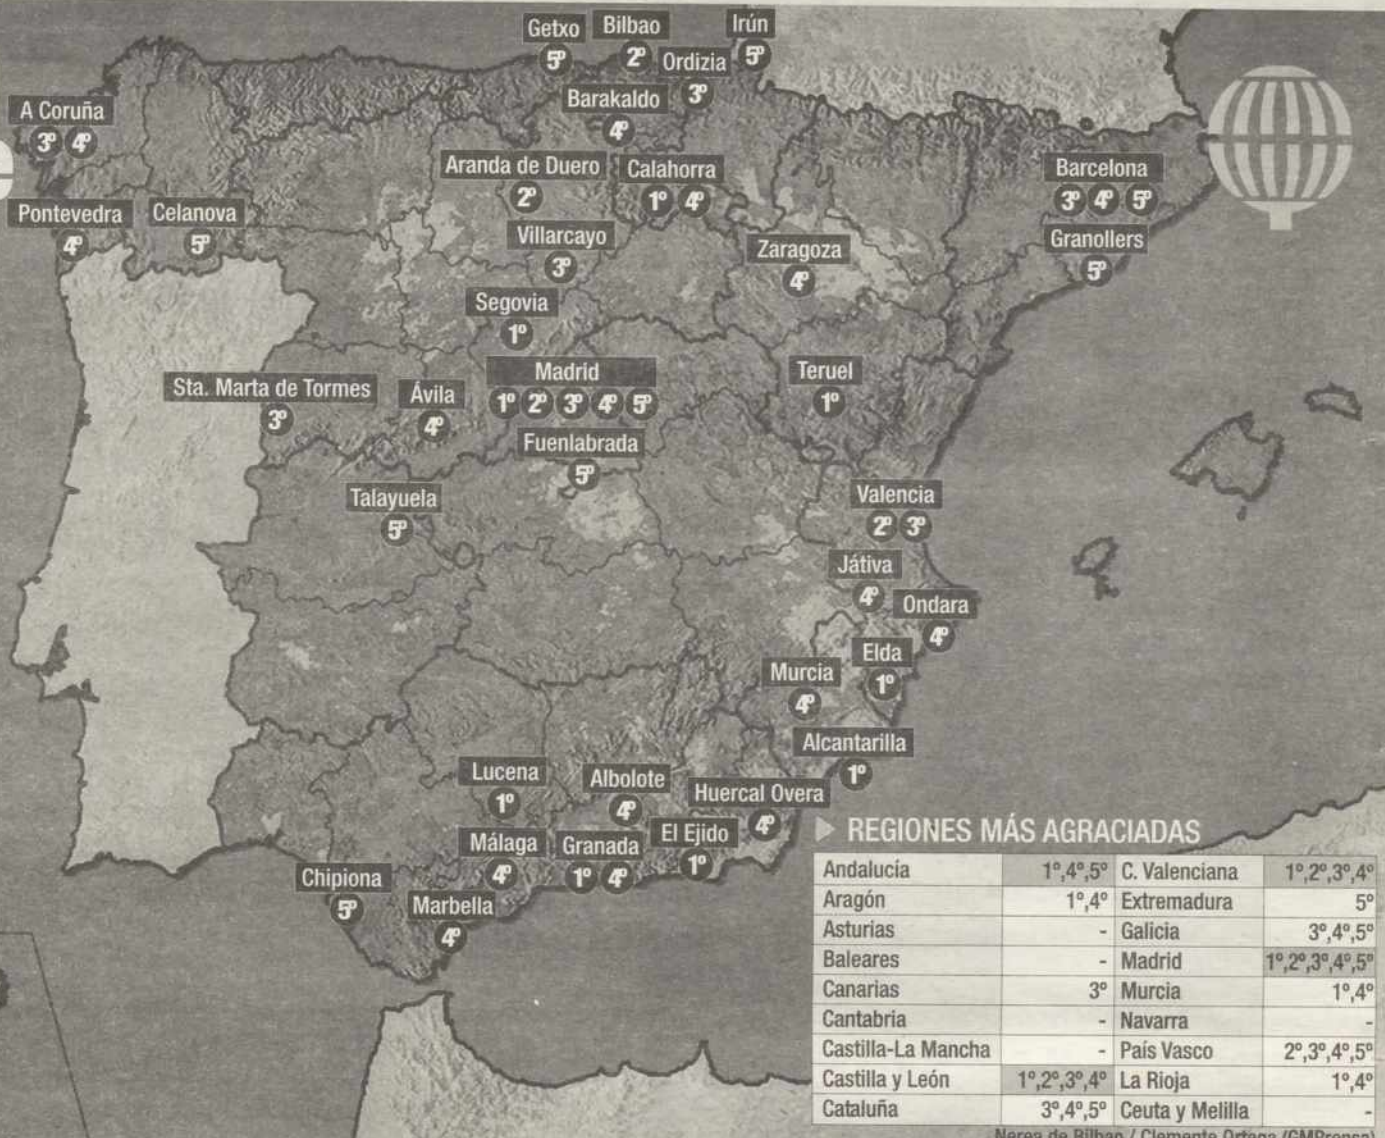 Getxo
5º
Bilbao
2º
Irún
5º
Ordizia
3º
Barakaldo
4º
A Coruña
3º 4º
Aranda de Duero
2º
Calahorra
1º 4º
Barcelona
3º 4º 5º
Pontevedra
4º
Celanova
5º
Villarcayo
3º
Zaragoza
4º
Granollers
5º
Segovia
1º
Madrid
1º 2º 3º 4º 5º
Teruel
1º
Sta. Marta de Tormes
3º
Ávila
4º
Fuenlabrada
5º
Talayuela
5º
Valencia
2º 3º
Játiva
4º
Ondara
4º
Elda
1º
Murcia
4º
Alcantarilla
1º
Lucena
1º
Albolote
4º
Huercal Overa
4º
Málaga
4º
Granada
1º 4º
El Ejido
1º
Chipiona
5º
Marbella
4º
REGIONES MÁS AGRACIADAS
Andalucía 1º,4º,5º C. Valenciana 1º,2º,3º,4º
Aragón 1º,4º Extremadura 5º
Asturias - Galicia 3º,4º,5º
Baleares - Madrid 1º,2º,3º,4º,5º
Canarias 3º Murcia 1º,4º
Cantabria - Navarra -
Castilla-La Mancha - País Vasco 2º,3º,4º,5º
Castilla y León 1º,2º,3º,4º La Rioja 1º,4º
Cataluña 3º,4º,5º Ceuta y Melilla -
Nerea de Bilbao / Clemente Ortega (GMPrensa)